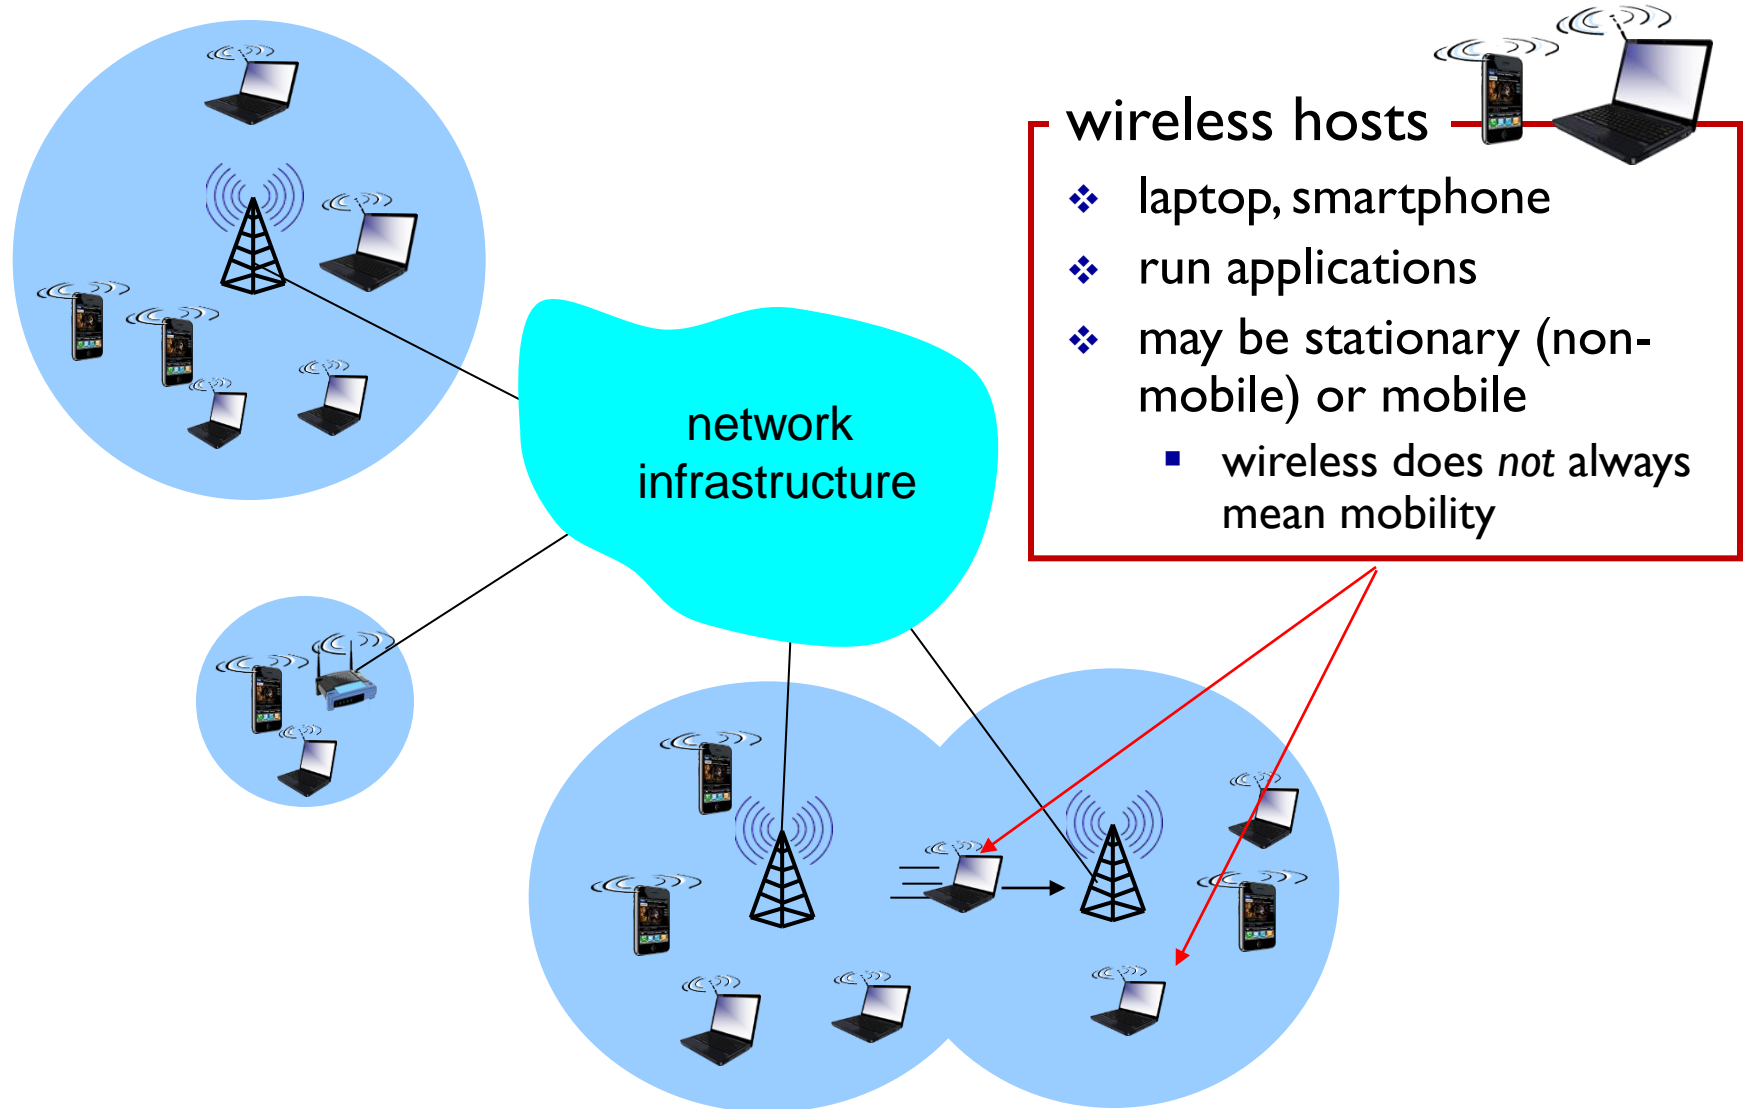 wireless hosts
❖ laptop, smartphone
❖ run applications
❖ may be stationary (non-
mobile) or mobile
▪ wireless does not always
mean mobility
network
infrastructure